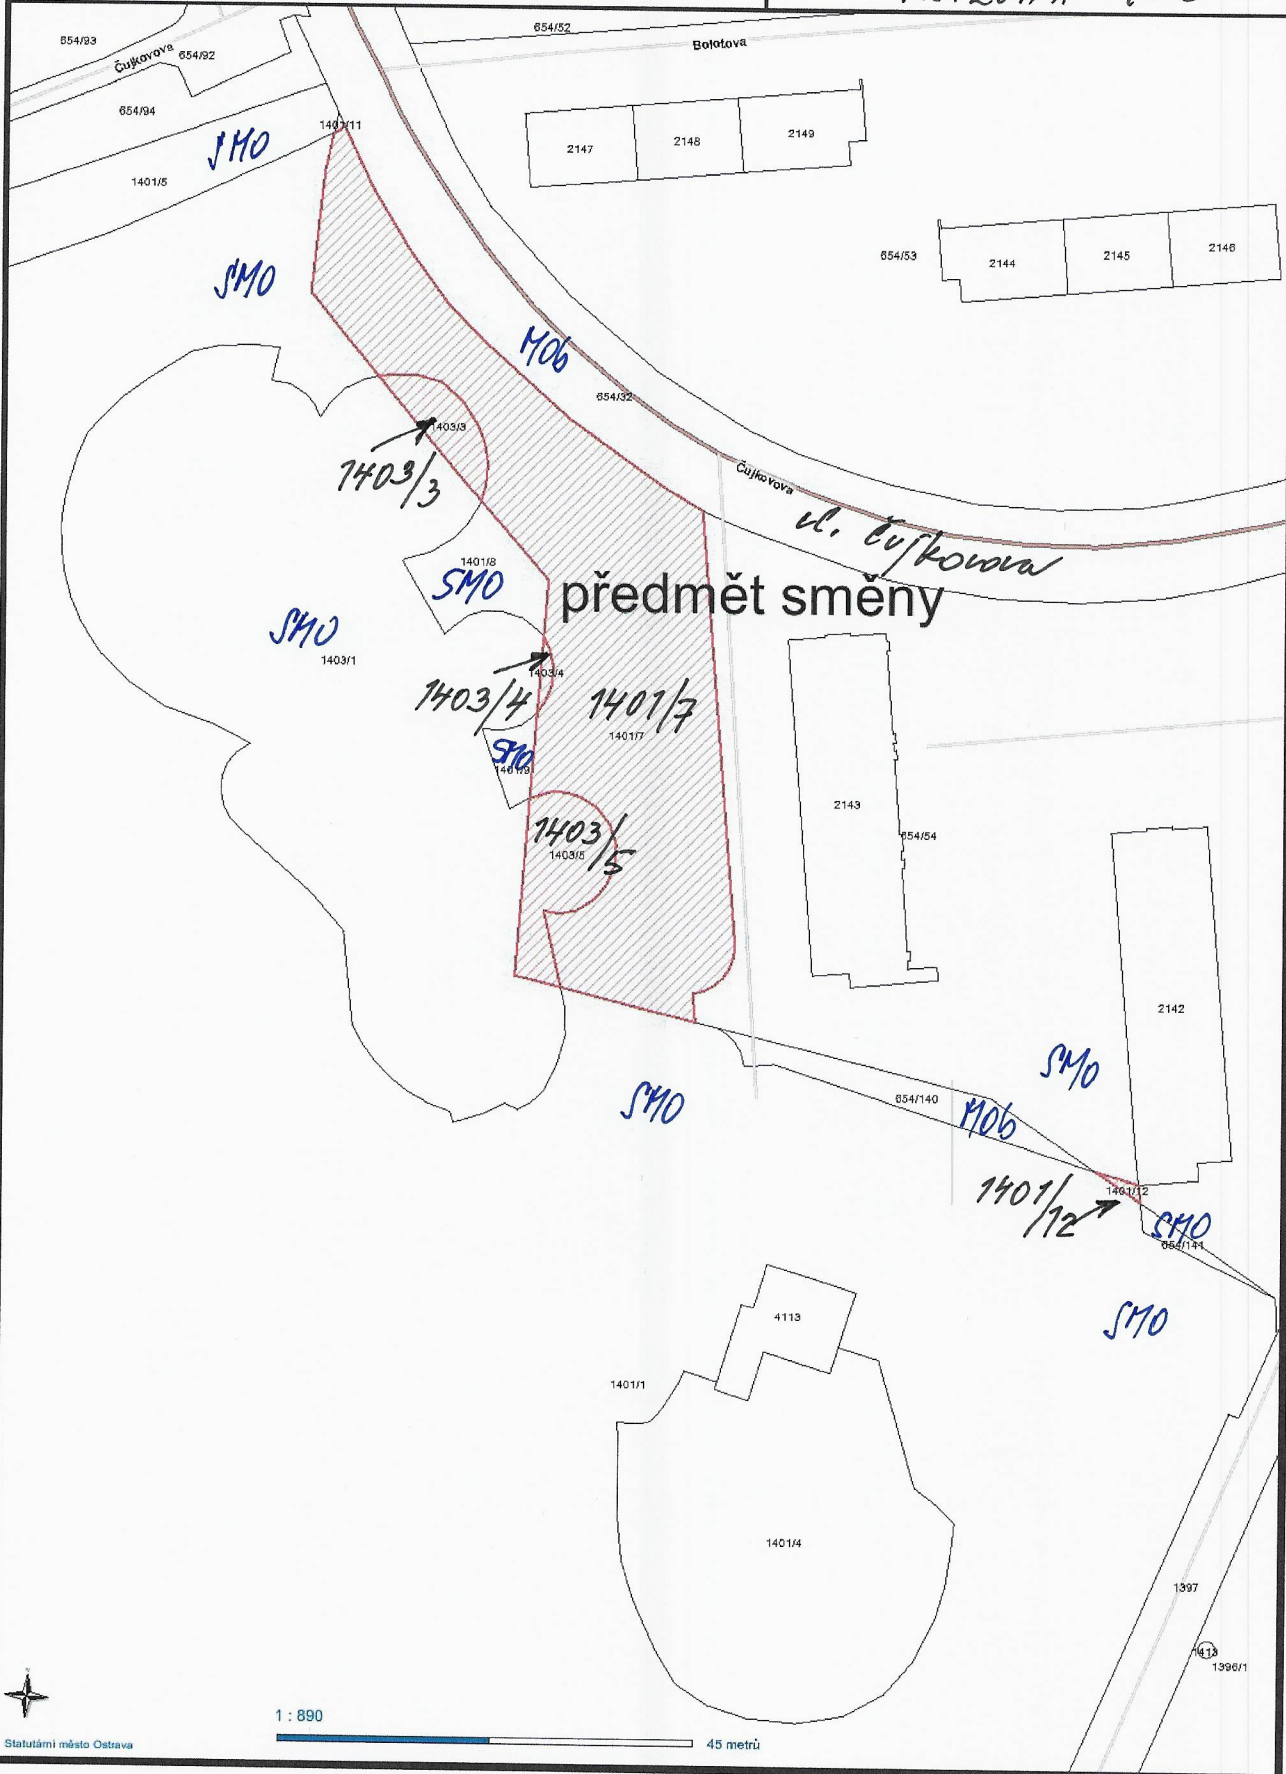 654/93
Čujkovova
654/92
654/52
Bolotova
654/94
1401/11
SMO
1401/5
2147
2148
2149
SMO
654/53
2144
2145
2146
MOb
654/32
1403/3
1403/3
Čujkovova
ul. Čujkovova
1401/8
SMO
předmět směny
SMO
1403/1
1403/4
1403/4
1401/7
1401/7
SMO
1401/9
2143
654/54
1403/5
1403/5
2142
SMO
SMO
654/140
MOb
1401/12
1401/12
SMO
654/141
SMO
4113
1401/1
1401/4
1397
1413
1396/1
1 : 890
Statutární město Ostrava
45 metrů